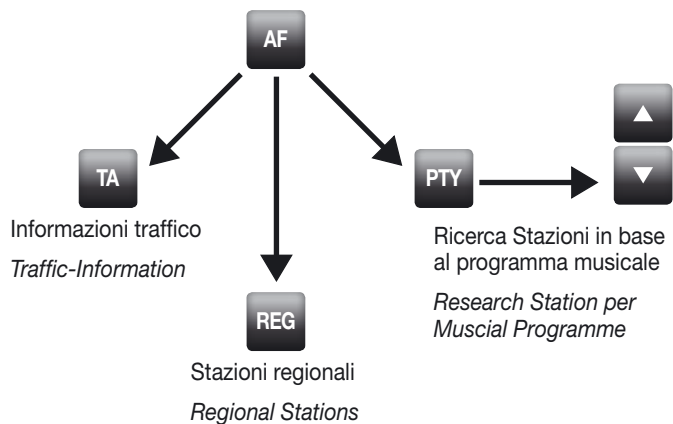 AF
TA
Informazioni traffico
Traffic-Information
PTY
Ricerca Stazioni in base
al programma musicale
Research Station per
Muscial Programme
REG
Stazioni regionali
Regional Stations